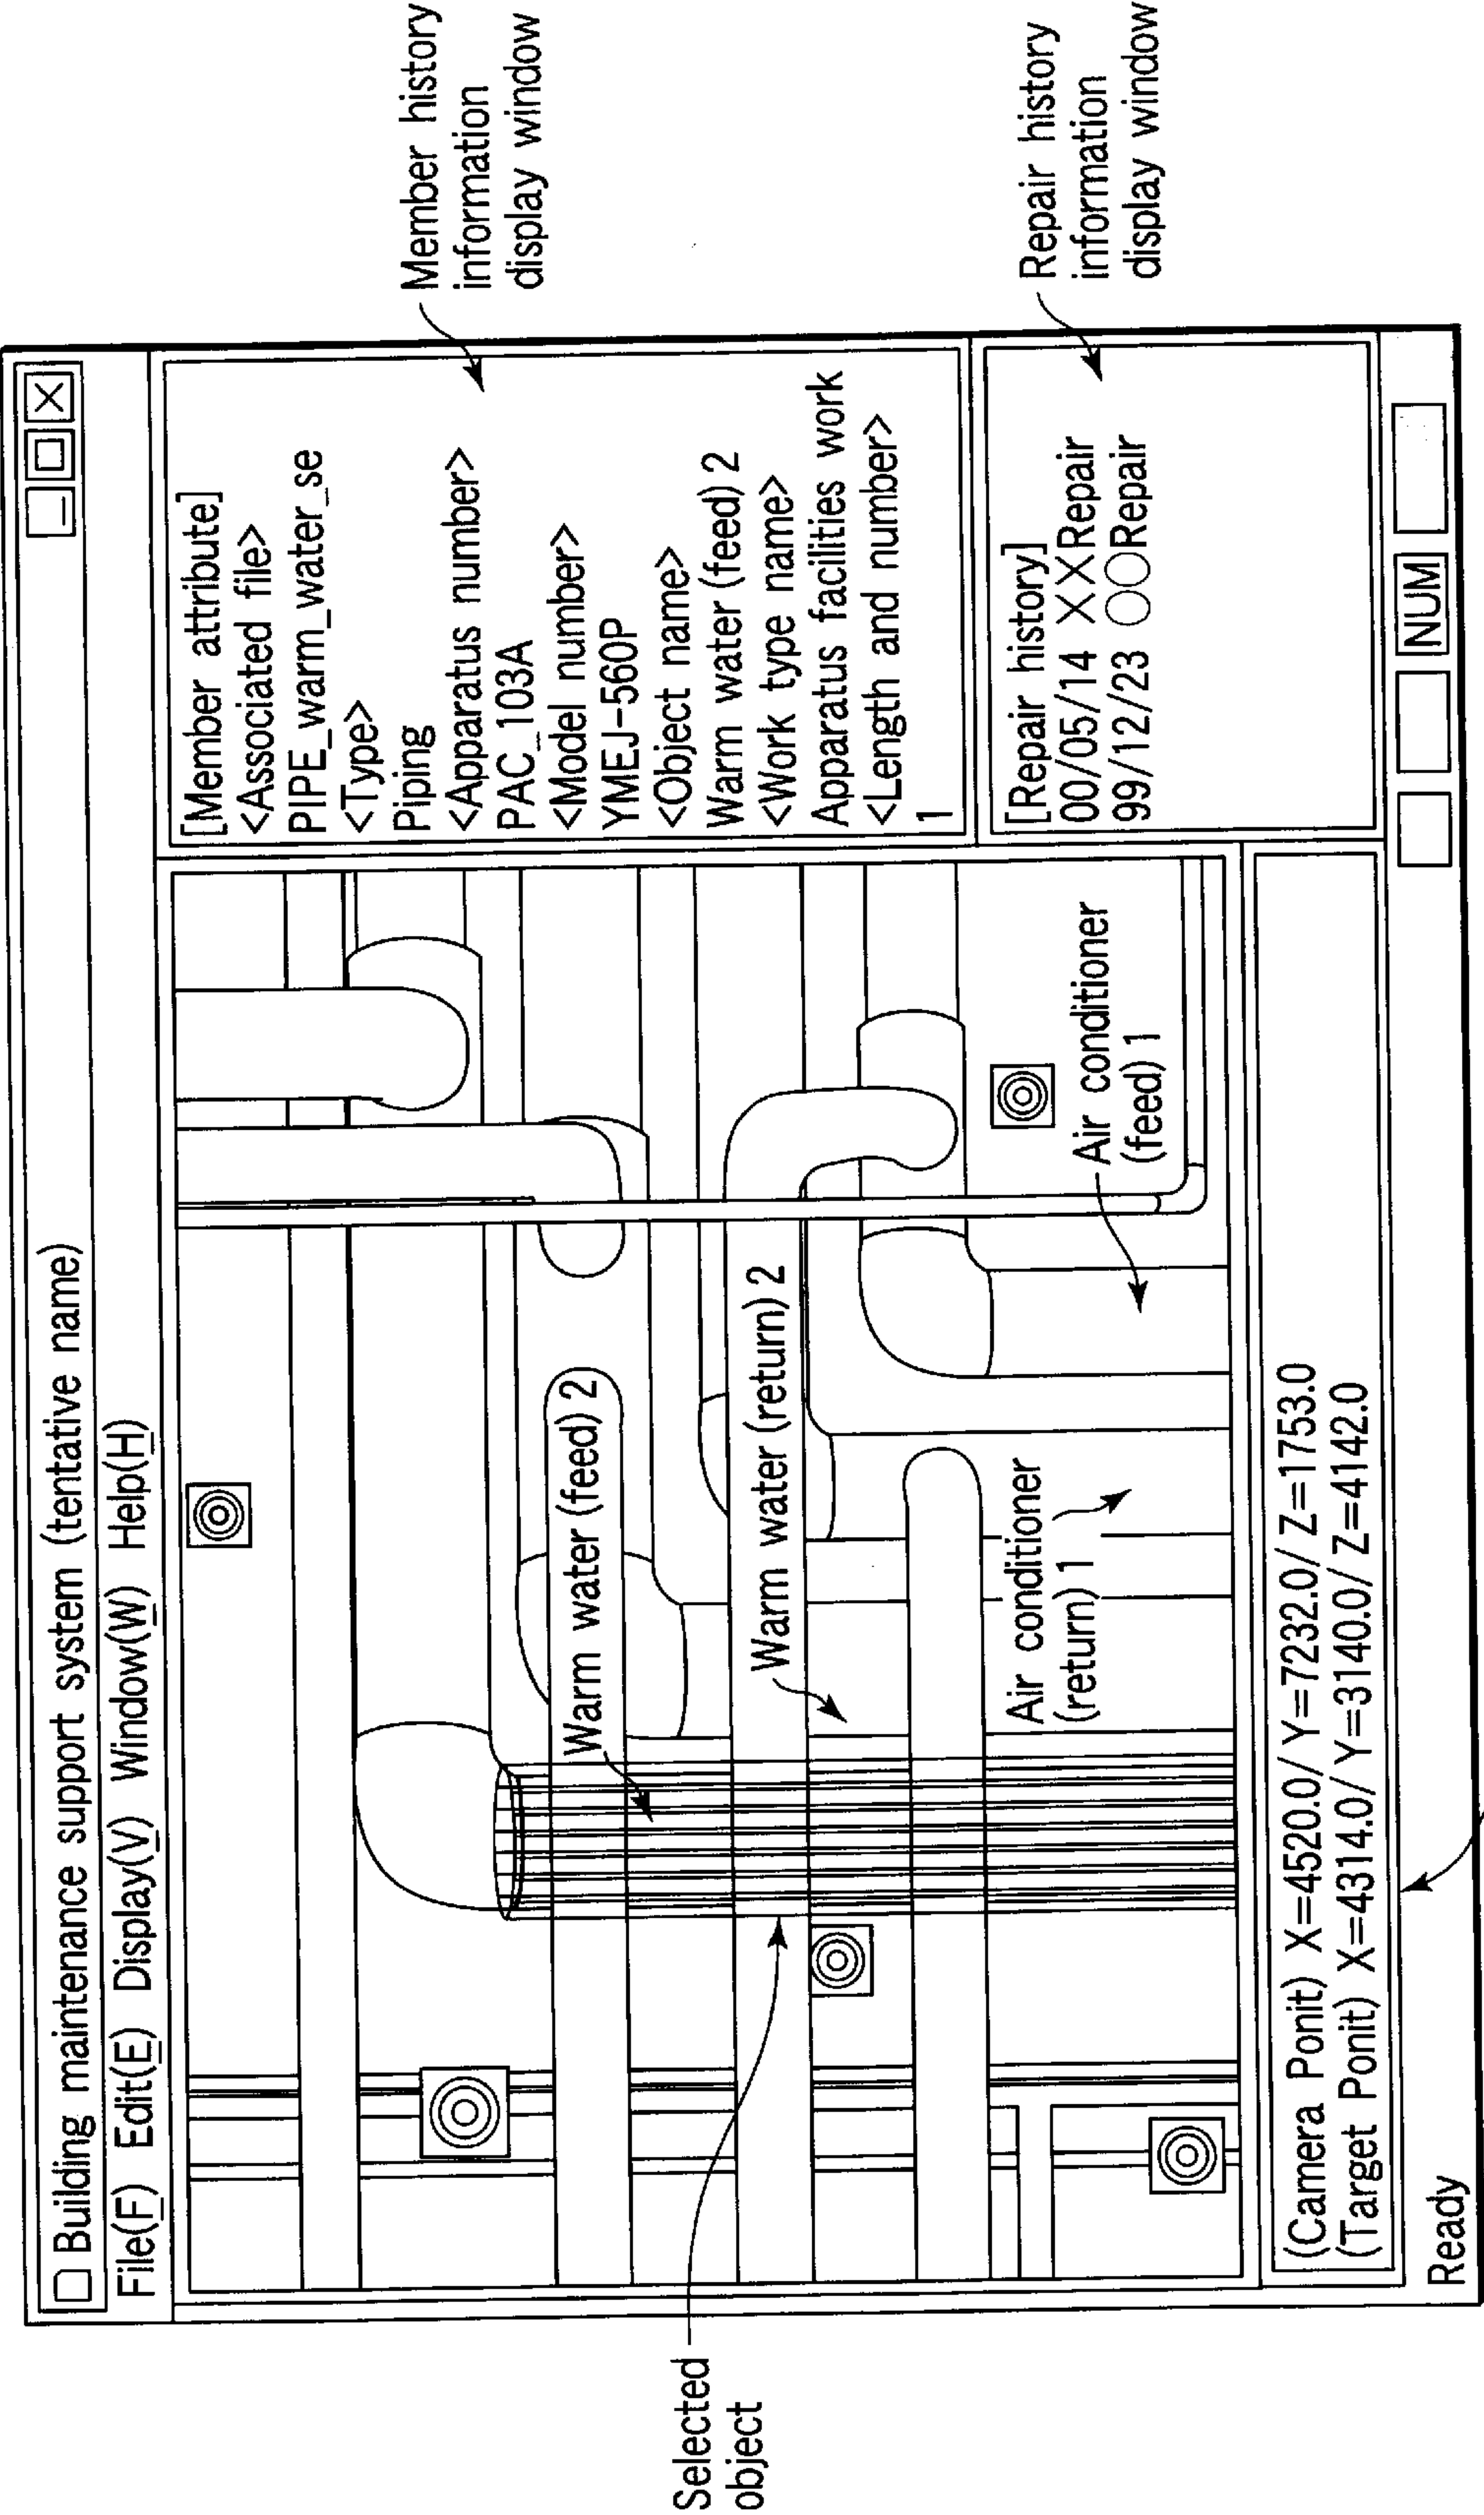 Building maintenance support system (tentative name)
File(F) Edit(E) Display(V) Window(W) Help(H)
Warm water (feed) 2
Warm water (return) 2
Air conditioner
(return) 1
Air conditioner
(feed) 1
Selected
object
[Member attribute]
<Associated file>
PIPE_warm_water_se
<Type>
Piping
<Apparatus number>
PAC_103A
<Model number>
YMEJ-560P
<Object name>
Warm water (feed) 2
<Work type name>
Apparatus facilities work
<Length and number>
1
Member history
information
display window
[Repair history]
00/05/14 XXRepair
99/12/23 ○○Repair
Repair history
information
display window
(Camera Ponit) X=4520.0/Y=7232.0/Z=1753.0
(Target Ponit) X=4314.0/Y=3140.0/Z=4142.0
Ready
NUM